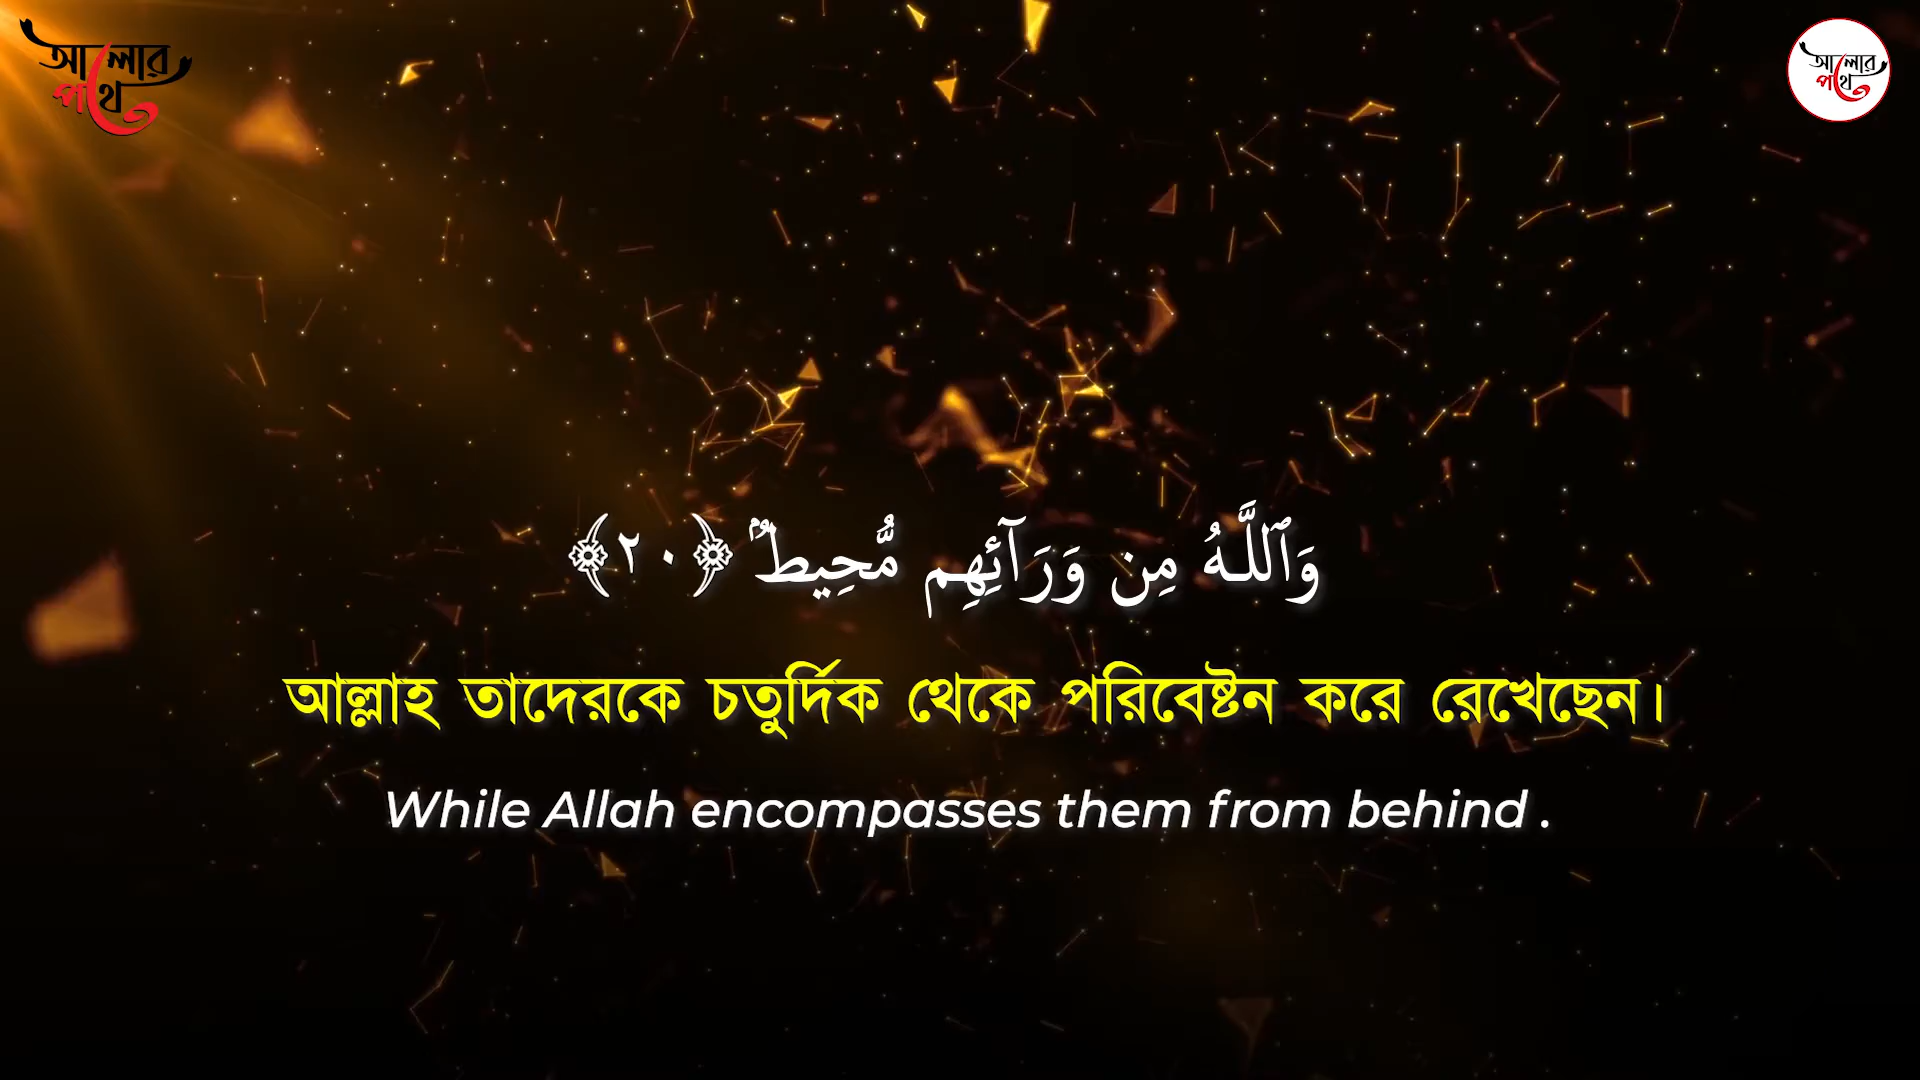 আলোর
পথে
আলোর
পথে
وَٱللَّهُ مِن وَرَآئِهِم مُّحِيطٌۢ ﴿٢٠﴾
আল্লাহ তাদেরকে চতুর্দিক থেকে পরিবেষ্টন করে রেখেছেন।
While Allah encompasses them from behind .